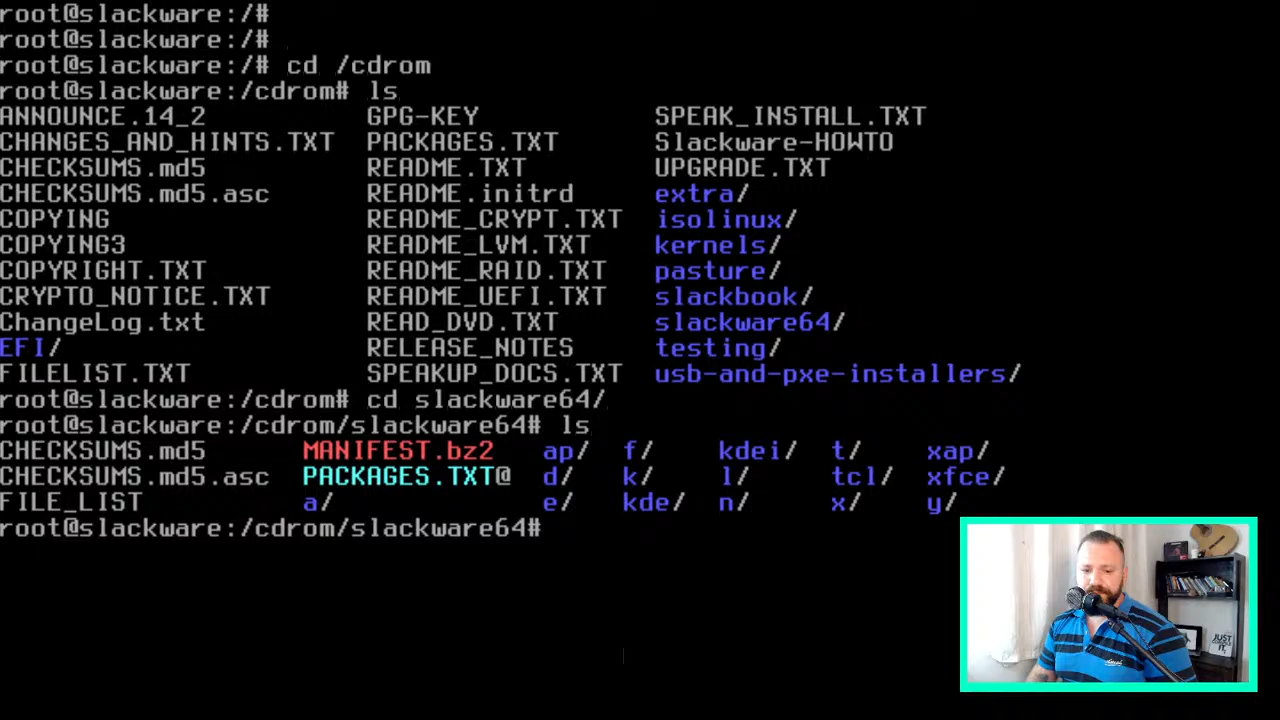 root@slackware:/#
root@slackware:/#
root@slackware:/# cd /cdrom
root@slackware:/cdrom# ls
ANNOUNCE.14_2 GPG-KEY SPEAK_INSTALL.TXT
CHANGES_AND_HINTS.TXT PACKAGES.TXT Slackware-HOWTO
CHECKSUMS.md5 README.TXT UPGRADE.TXT
CHECKSUMS.md5.asc README.initrd extra/
COPYING README_CRYPT.TXT isolinux/
COPYING3 README_LVM.TXT kernels/
COPYRIGHT.TXT README_RAID.TXT pasture/
CRYPTO_NOTICE.TXT README_UEFI.TXT slackbook/
ChangeLog.txt READ_DVD.TXT slackware64/
EFI/ RELEASE_NOTES testing/
FILELIST.TXT SPEAKUP_DOCS.TXT usb-and-pxe-installers/
root@slackware:/cdrom# cd slackware64/
root@slackware:/cdrom/slackware64# ls
CHECKSUMS.md5 MANIFEST.bz2 ap/ f/ kdei/ t/ xap/
CHECKSUMS.md5.asc PACKAGES.TXT@ d/ k/ l/ tcl/ xfce/
FILE_LIST a/ e/ kde/ n/ x/ y/
root@slackware:/cdrom/slackware64#
JUST